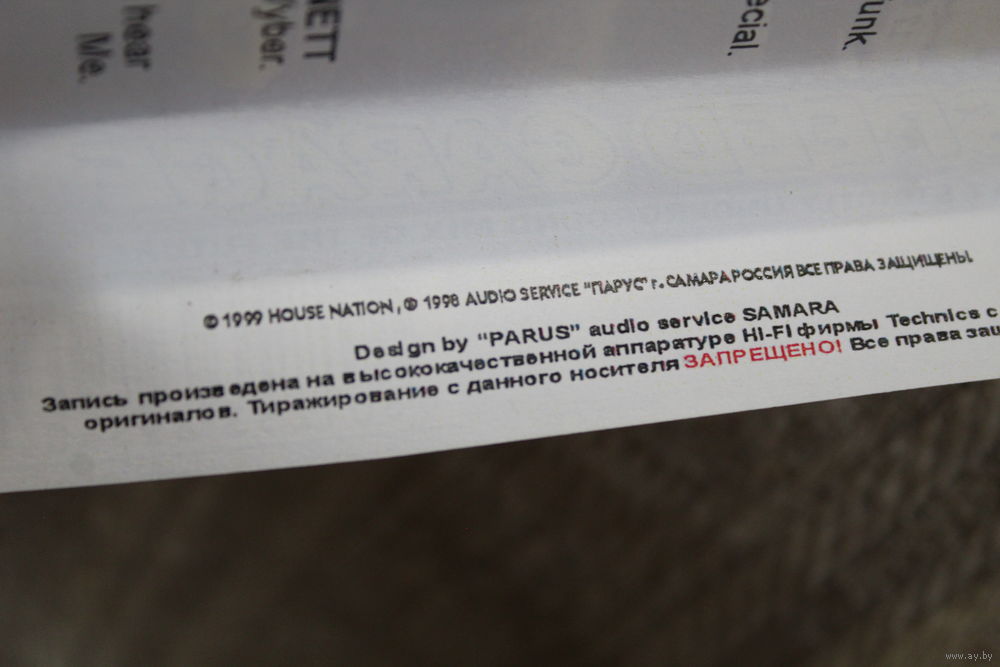 NETT
Vyber.
hear
Me.
ecial.
unk.
© 1999 HOUSE NATION, ℗ 1998 AUDIO SERVICE "ПАРУС" г. САМАРА РОССИЯ ВСЕ ПРАВА ЗАЩИЩЕНЫ.
Design by "PARUS" audio service SAMARA
Запись произведена на высококачественной аппаратуре HI-FI фирмы Technics с
оригиналов. Тиражирование с данного носителя ЗАПРЕЩЕНО! Все права защ
www.ay.by